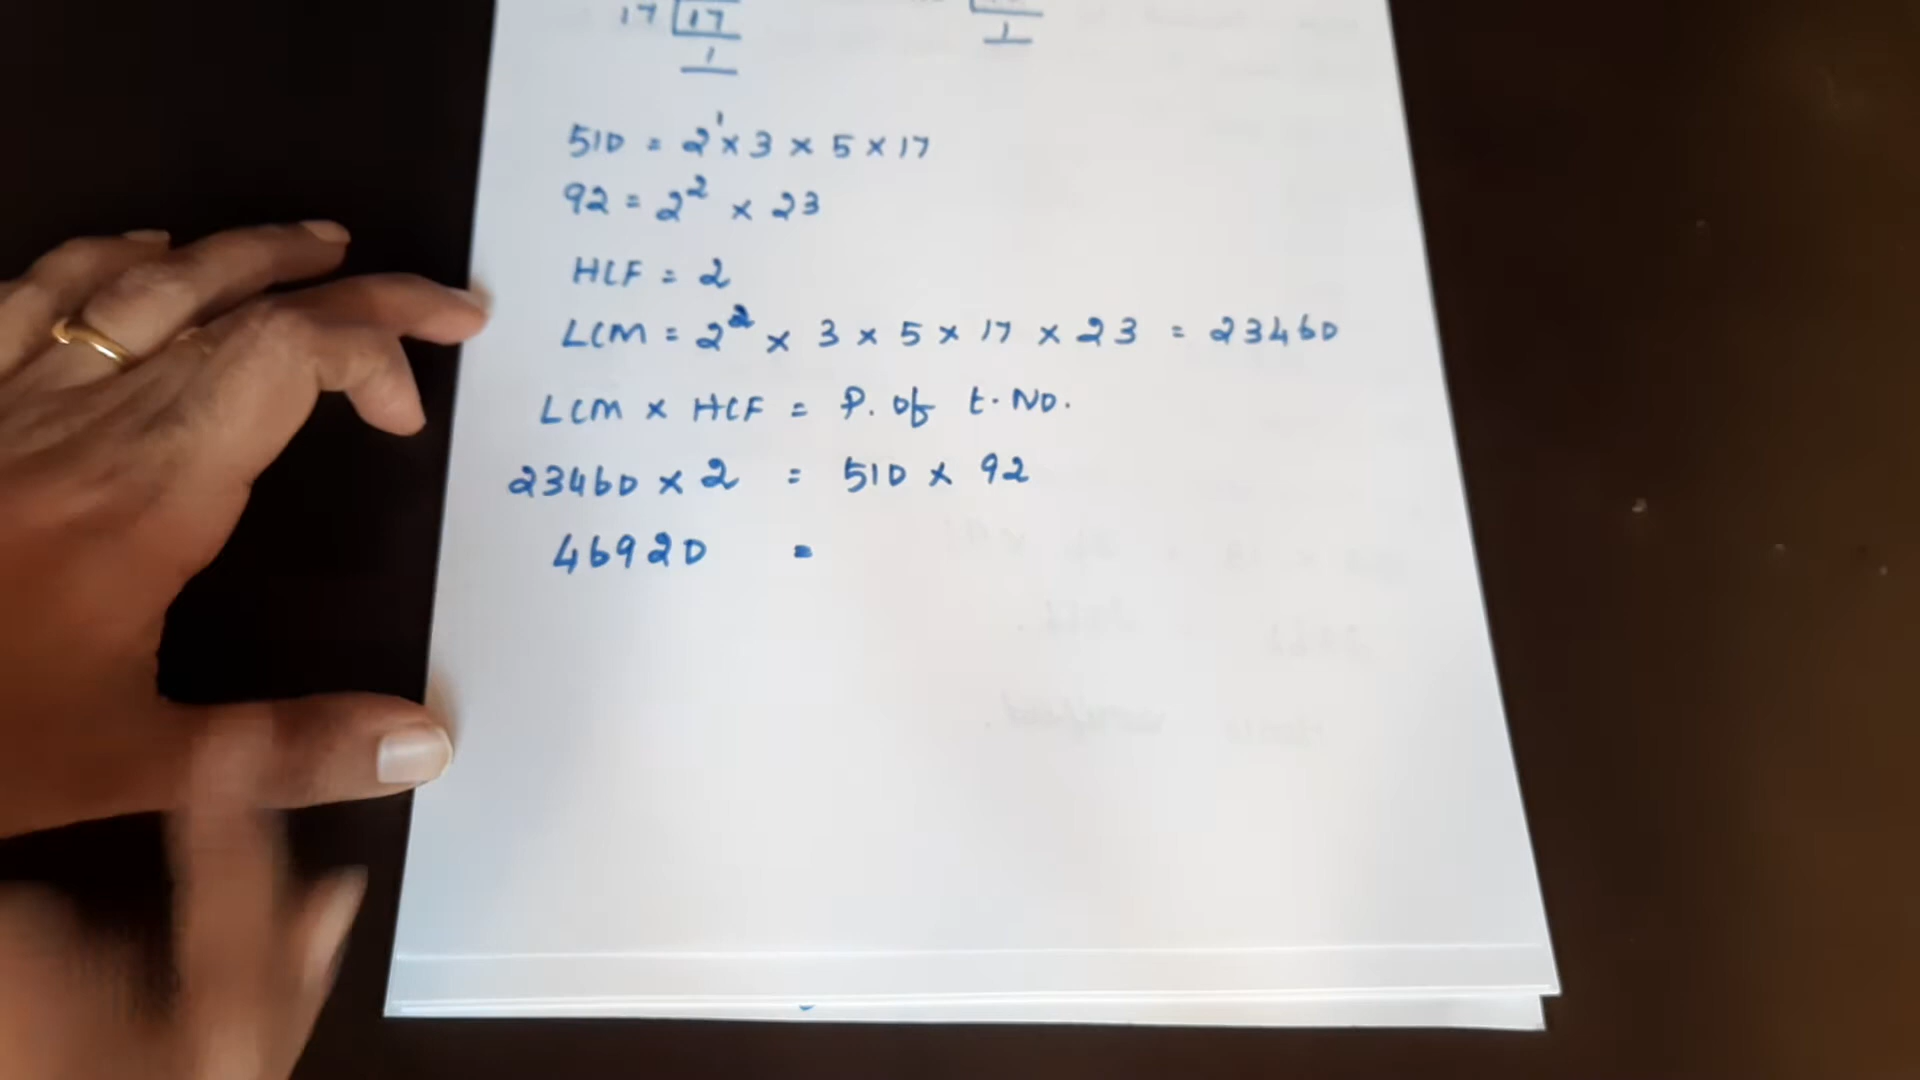 17 17 1
1
510 = 2¹ × 3 × 5 × 17
92 = 2² × 23
HCF = 2
LCM = 2² × 3 × 5 × 17 × 23 = 23460
LCM × HCF = P. of t. No.
23460 × 2 = 510 × 92
46920 =